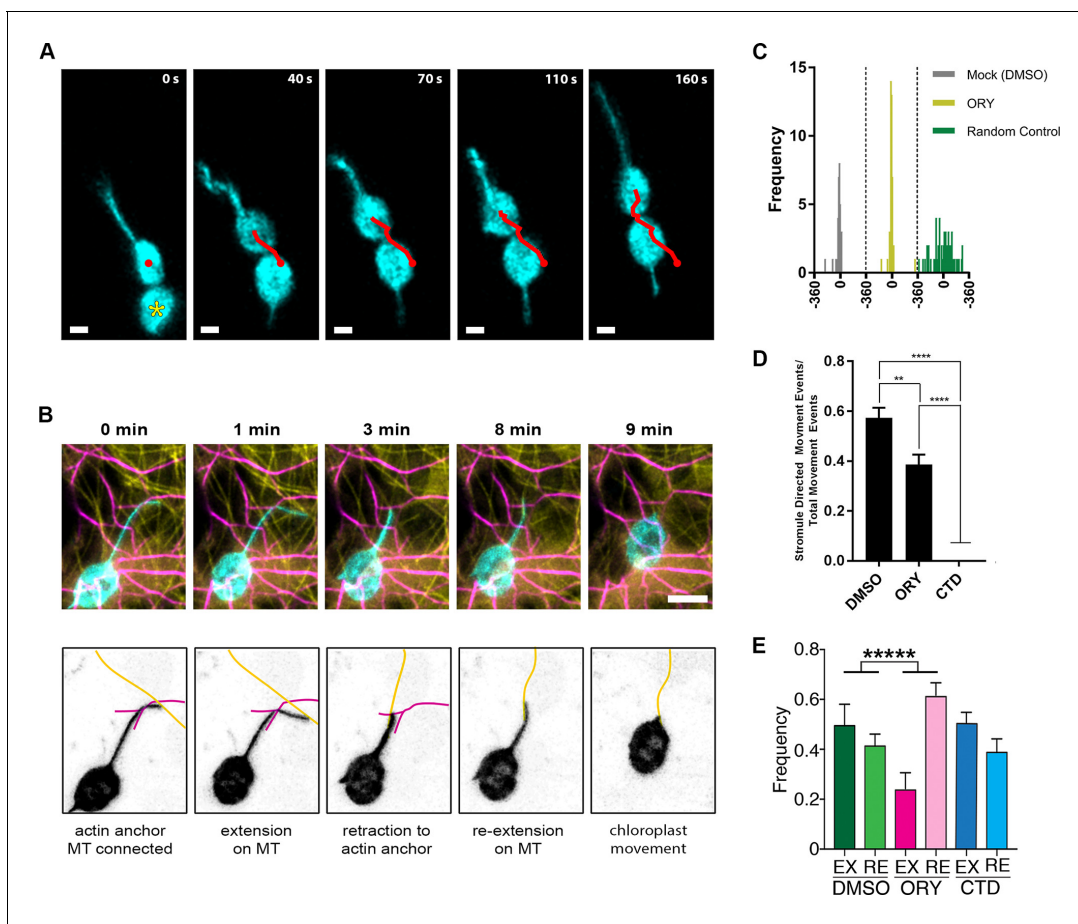 A
0 s
40 s
70 s
110 s
160 s
*
B
0 min
1 min
3 min
8 min
9 min
actin anchor
MT connected
extension
on MT
retraction to
actin anchor
re-extension
on MT
chloroplast
movement
C
Frequency
15
10
5
0
-360
0
-360
0
-360
0
-360
Mock (DMSO)
ORY
Random Control
D
Stromule Directed Movment Events/
Total Movement Events
0.8
0.6
0.4
0.2
0.0
****
**
****
DMSO
ORY
CTD
E
Frequency
0.8
0.6
0.4
0.2
0
*****
EX RE EX RE EX RE
DMSO ORY CTD